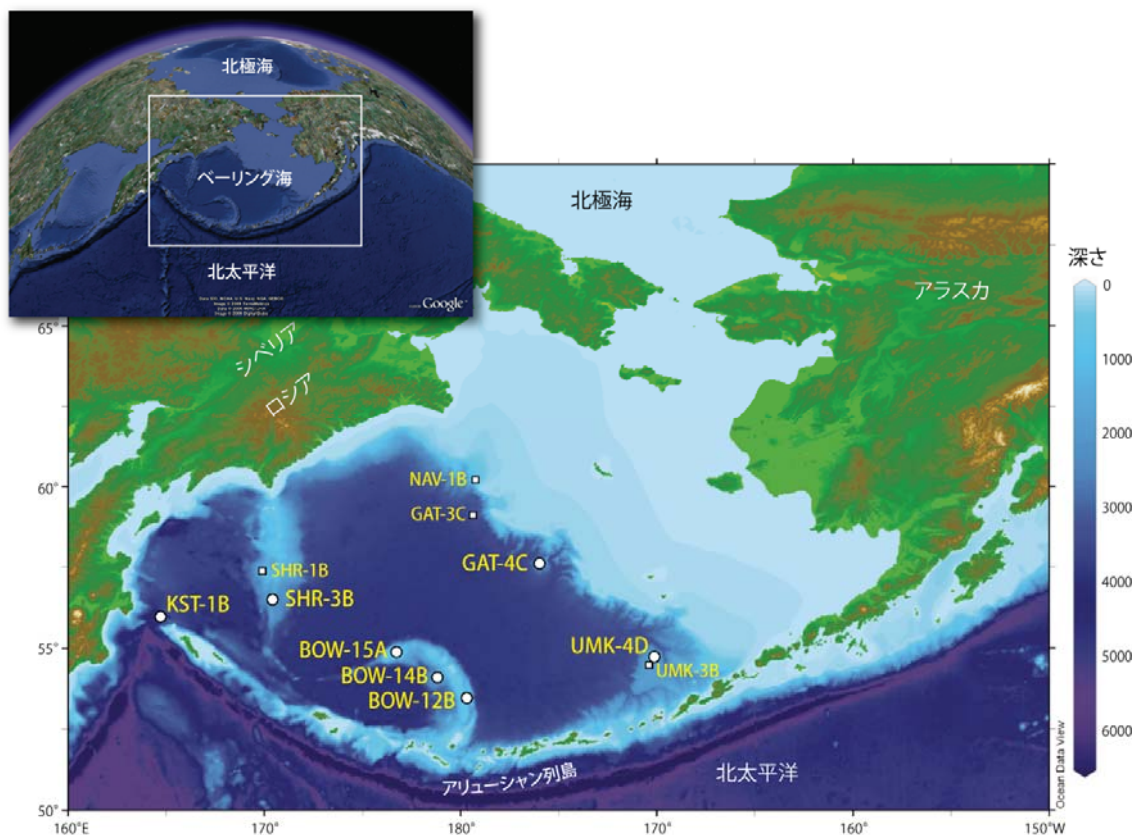 北極海
ベーリング海
北太平洋
Google
北極海
アラスカ
深さ
0
1000
2000
3000
4000
5000
6000
シベリア
ロシア
65°
60°
55°
50°
NAV-1B
GAT-3C
GAT-4C
SHR-1B
SHR-3B
KST-1B
BOW-15A
BOW-14B
BOW-12B
UMK-4D
UMK-3B
アリューシャン列島
北太平洋
Ocean Data View
160°E
170°
180°
170°
160°
150°W